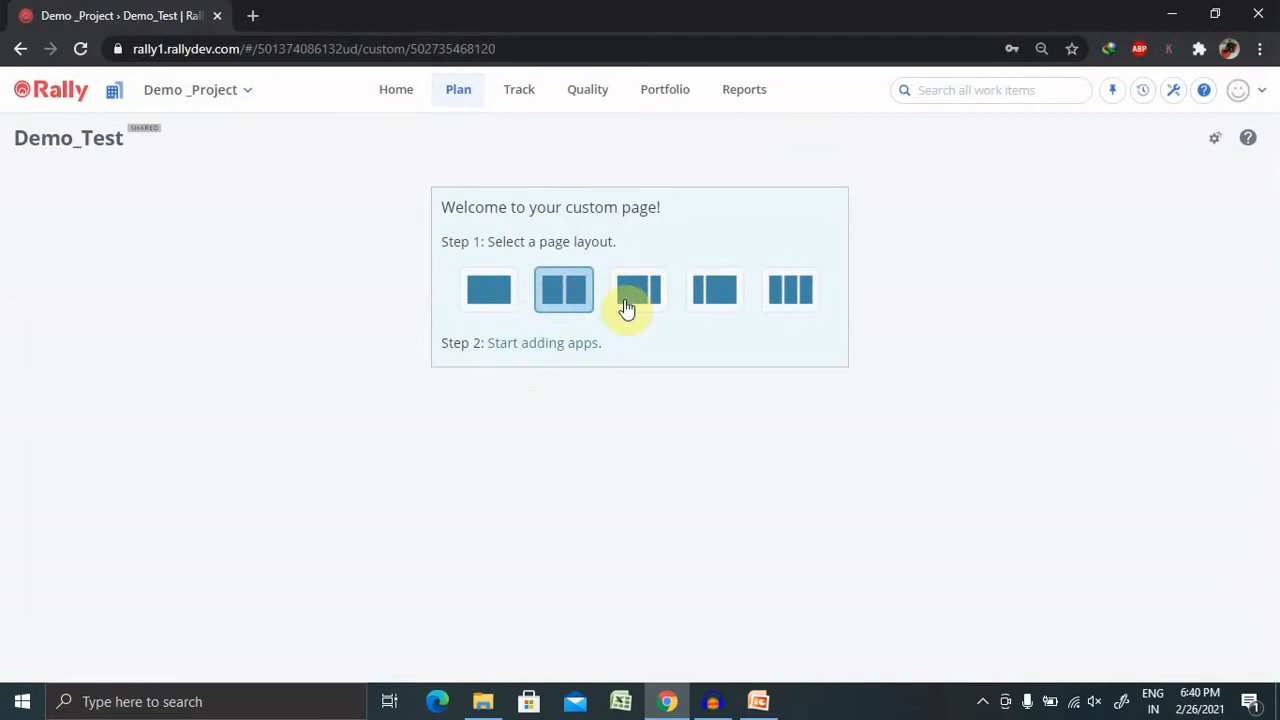 Demo _Project › Demo_Test | Rall
rally1.rallydev.com/#/501374086132ud/custom/502735468120
ABP
K
Rally
Demo _Project
Home
Plan
Track
Quality
Portfolio
Reports
Search all work items
Demo_Test
SHARED
Welcome to your custom page!
Step 1: Select a page layout.
Step 2: Start adding apps.
Type here to search
ENG
IN
6:40 PM
2/26/2021
1